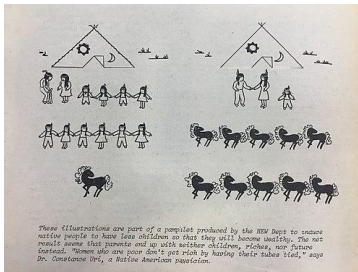 These illustrations are part of a pamphlet produced by the HEW Dept to induce
native people to have less children so that they will become wealthy. The net
result seems that parents end up with neither children, riches, nor future
instead. "Women who are poor don't get rich by having their tubes tied," says
Dr. Constance Uri, a Native American pysician.